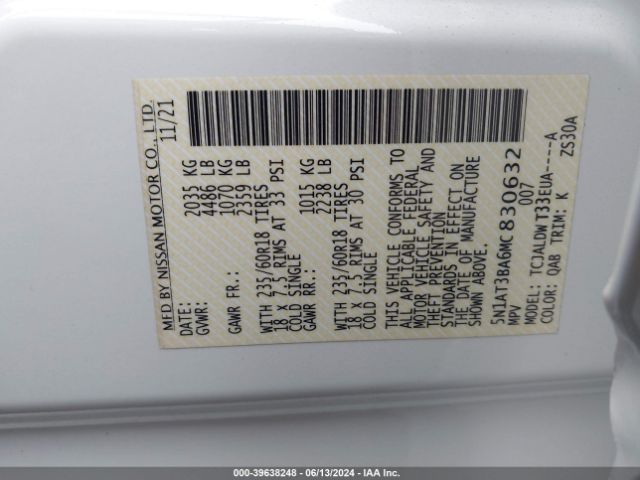 MFD BY NISSAN MOTOR CO., LTD.
DATE: 11/21
GVWR: 2035 KG
4486 LB
GAWR FR.: 1070 KG
2359 LB
WITH 235/60R18 TIRES
18 x 7.5 RIMS AT 33 PSI
COLD SINGLE
GAWR RR.: 1015 KG
2238 LB
WITH 235/60R18 TIRES
18 X 7.5 RIMS AT 30 PSI
COLD SINGLE
THIS VEHICLE CONFORMS TO
ALL APPLICABLE FEDERAL
MOTOR VEHICLE SAFETY AND
THEFT PREVENTION
STANDARDS IN EFFECT ON
THE DATE OF MANUFACTURE
SHOWN ABOVE.
5N1AT3BA6MC830632
MPV 007
MODEL: TCJALDWT33EUA----A
COLOR: QAB TRIM: K ZS30A
000-39638248 - 06/13/2024 - IAA Inc.